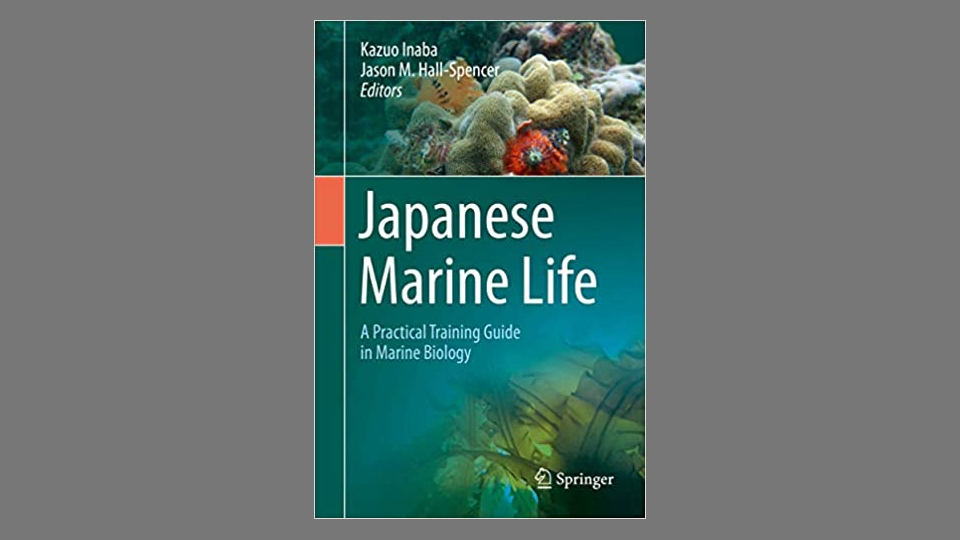 Kazuo Inaba
Jason M. Hall-Spencer
Editors
Japanese
Marine Life
A Practical Training Guide
in Marine Biology
Springer